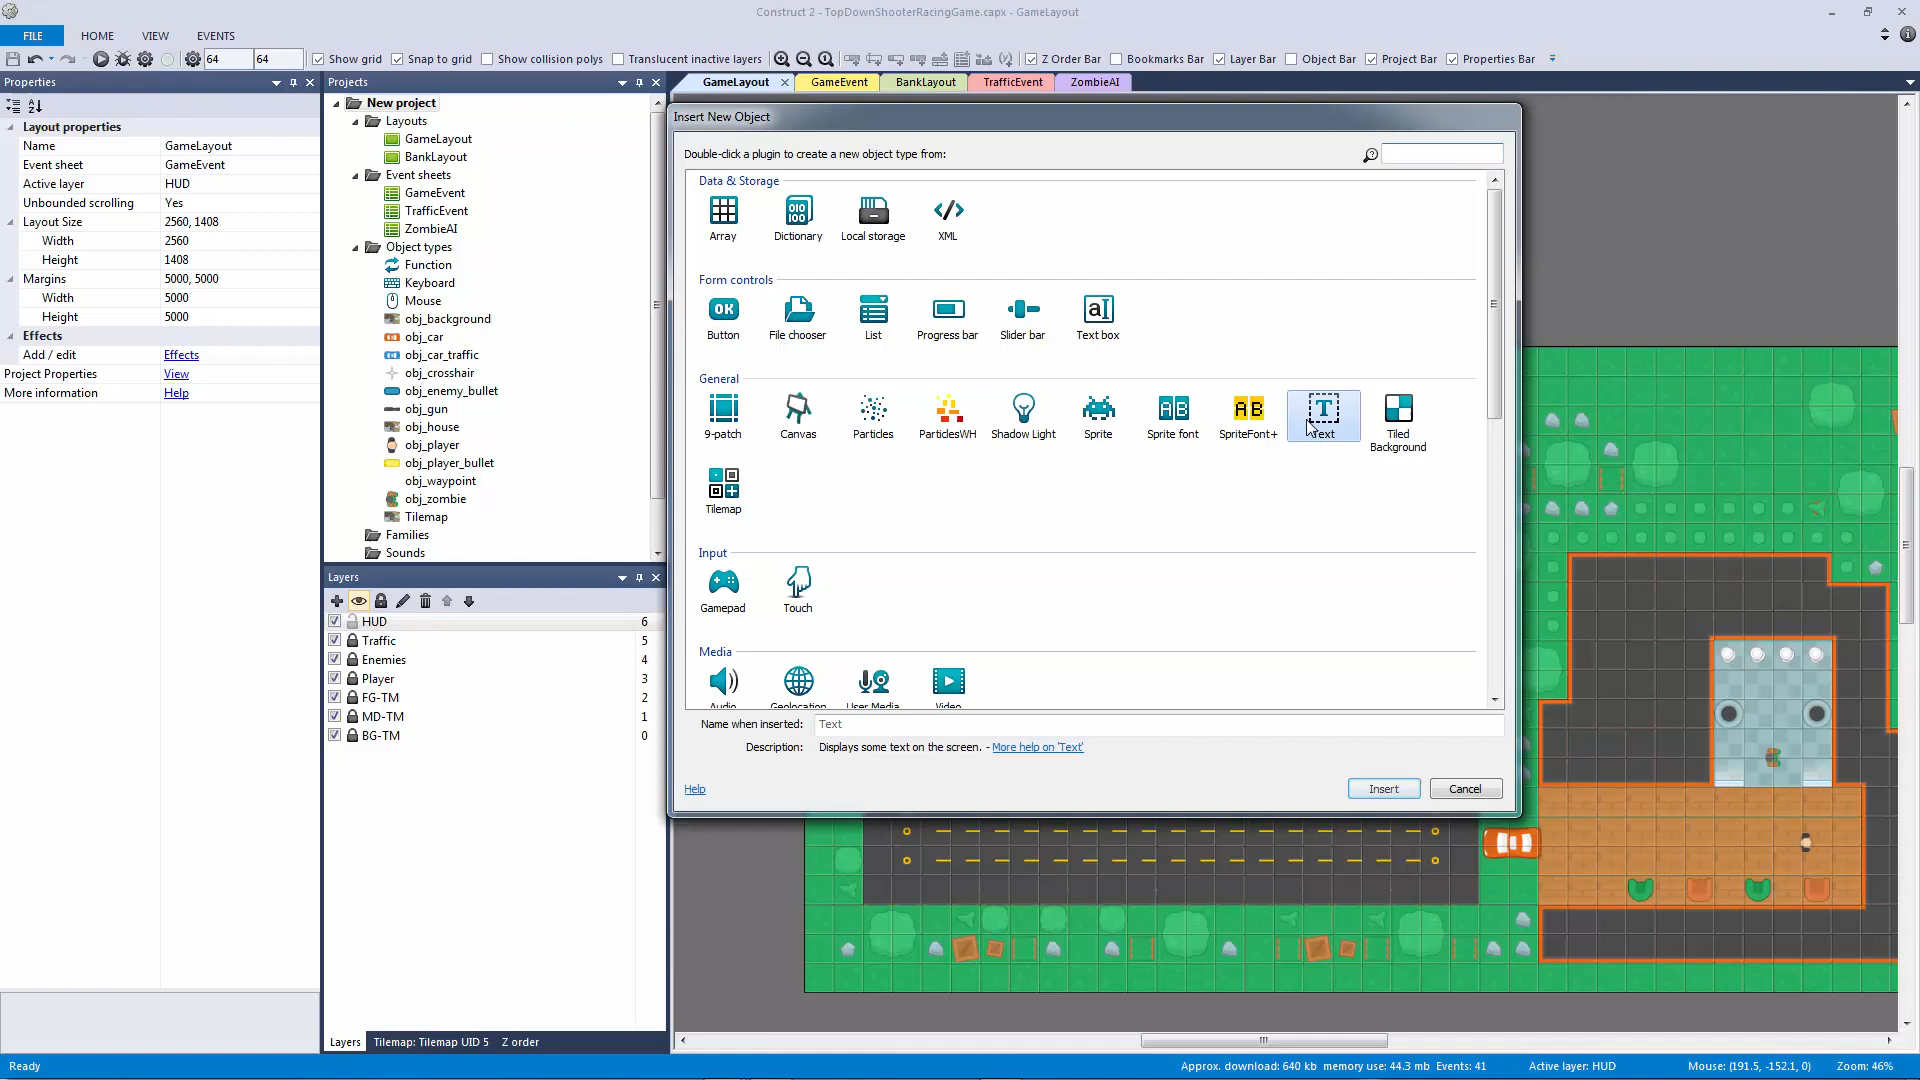 Construct 2 - TopDownShooterRacingGame.capx - GameLayout
FILE HOME VIEW EVENTS
64 64 Show grid Snap to grid Show collision polys Translucent inactive layers Z Order Bar Bookmarks Bar Layer Bar Object Bar Project Bar Properties Bar
Properties
Layout properties
Name GameLayout
Event sheet GameEvent
Active layer HUD
Unbounded scrolling Yes
Layout Size 2560, 1408
Width 2560
Height 1408
Margins 5000, 5000
Width 5000
Height 5000
Effects
Add / edit Effects
Project Properties View
More information Help
Projects
New project
Layouts
GameLayout
BankLayout
Event sheets
GameEvent
TrafficEvent
ZombieAI
Object types
Function
Keyboard
Mouse
obj_background
obj_car
obj_car_traffic
obj_crosshair
obj_enemy_bullet
obj_gun
obj_house
obj_player
obj_player_bullet
obj_waypoint
obj_zombie
Tilemap
Families
Sounds
Layers
HUD 6
Traffic 5
Enemies 4
Player 3
FG-TM 2
MD-TM 1
BG-TM 0
Layers Tilemap: Tilemap UID 5 Z order
GameLayout GameEvent BankLayout TrafficEvent ZombieAI
Insert New Object
Double-click a plugin to create a new object type from:
Data & Storage
Array Dictionary Local storage XML
Form controls
Button File chooser List Progress bar Slider bar Text box
General
9-patch Canvas Particles ParticlesWH Shadow Light Sprite Sprite font SpriteFont+ Text Tiled Background
Tilemap
Input
Gamepad Touch
Media
Audio Geolocation User Media Video
Name when inserted: Text
Description: Displays some text on the screen. - More help on 'Text'
Help Insert Cancel
Ready Approx. download: 640 kb memory use: 44.3 mb Events: 41 Active layer: HUD Mouse: (191.5, -152.1, 0) Zoom: 46%